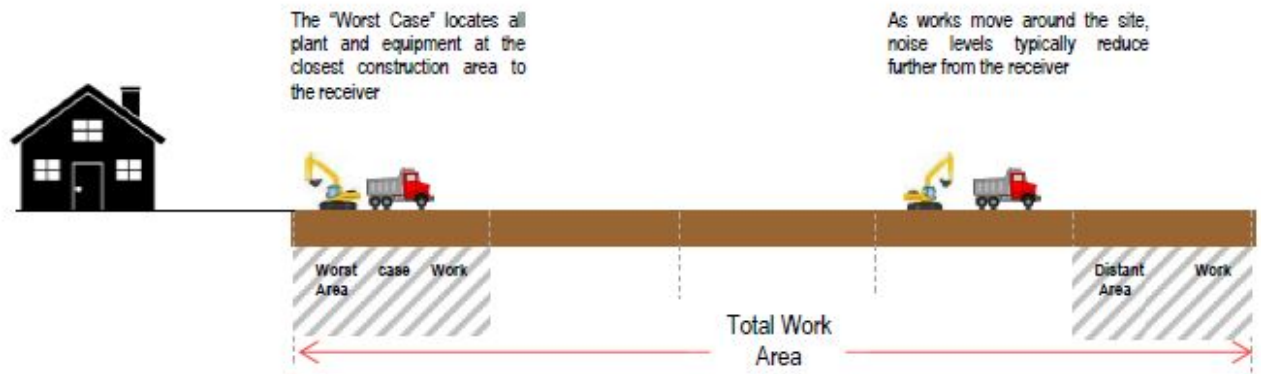 The “Worst Case” locates all
plant and equipment at the
closest construction area to
the receiver
As works move around the site,
noise levels typically reduce
further from the receiver
Worst case Work
Area
Distant Work
Area
Total Work
Area